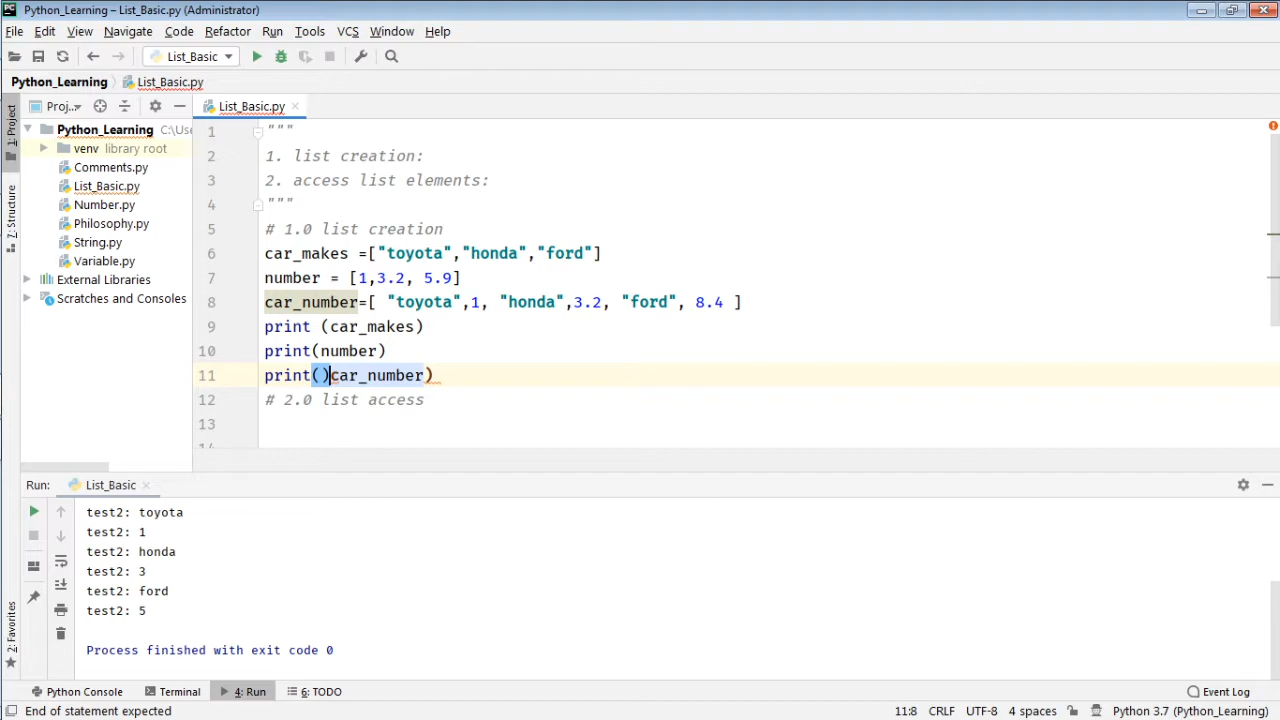 PC Python_Learning – List_Basic.py (Administrator)
File Edit View Navigate Code Refactor Run Tools VCS Window Help
List_Basic
Python_Learning List_Basic.py
1: Project
7: Structure
2: Favorites
Proj..
Python_Learning C:\Use
venv library root
Comments.py
List_Basic.py
Number.py
Philosophy.py
String.py
Variable.py
External Libraries
Scratches and Consoles
List_Basic.py
1 """
2 1. list creation:
3 2. access list elements:
4 """
5 # 1.0 list creation
6 car_makes =["toyota","honda","ford"]
7 number = [1,3.2, 5.9]
8 car_number=[ "toyota",1, "honda",3.2, "ford", 8.4 ]
9 print (car_makes)
10 print(number)
11 print()car_number)
12 # 2.0 list access
13
14
Run: List_Basic
test2: toyota
test2: 1
test2: honda
test2: 3
test2: ford
test2: 5
Process finished with exit code 0
Python Console Terminal 4: Run 6: TODO Event Log
End of statement expected 11:8 CRLF UTF-8 4 spaces Python 3.7 (Python_Learning)